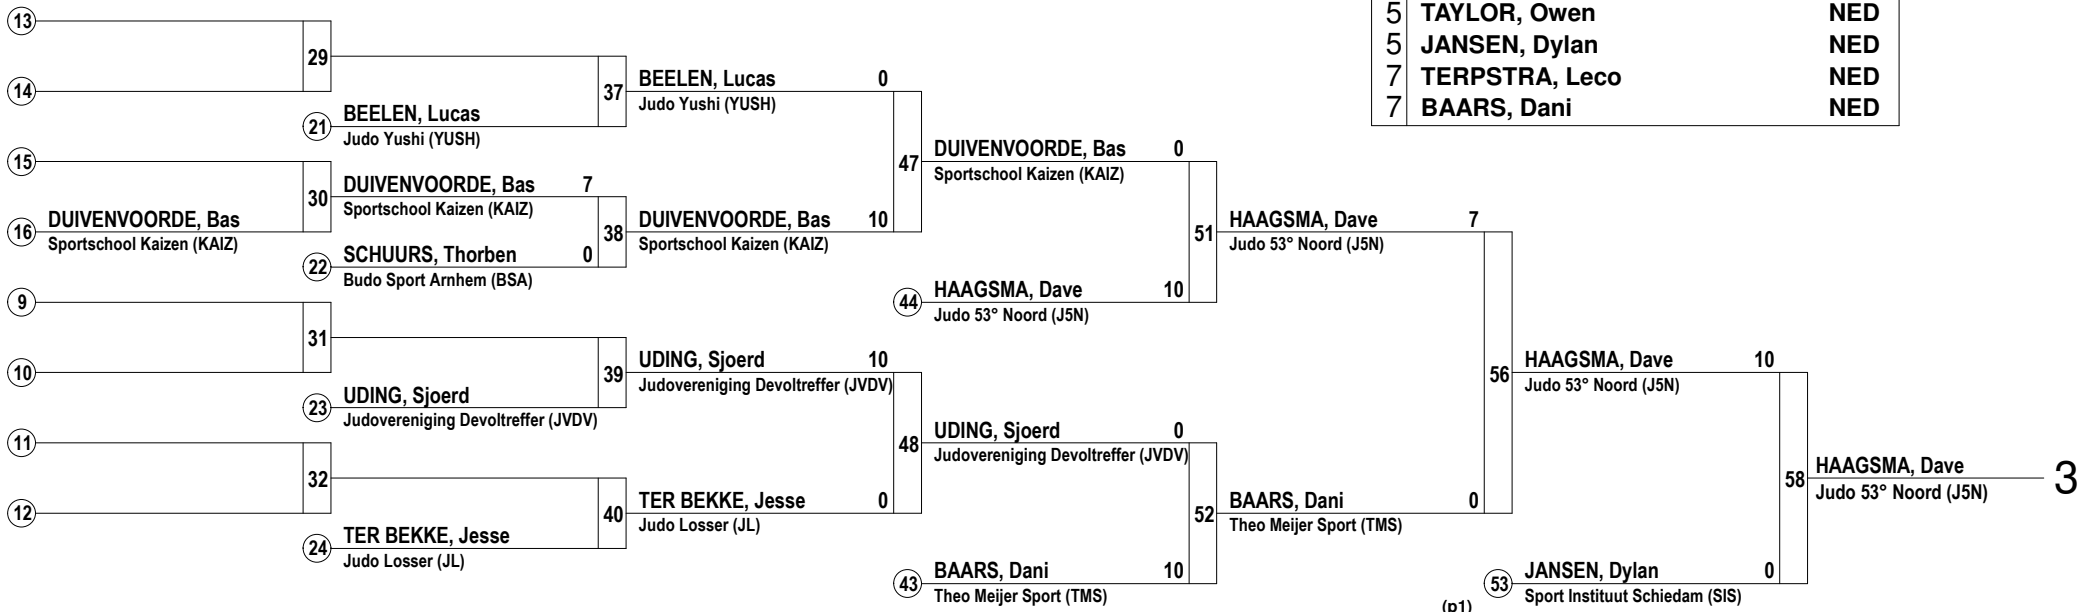 5 TAYLOR, Owen NED
5 JANSEN, Dylan NED
7 TERPSTRA, Leco NED
7 BAARS, Dani NED
13
29
14
BEELEN, Lucas
21
Judo Yushi (YUSH)
37
BEELEN, Lucas 0
Judo Yushi (YUSH)
15
30
16
DUIVENVOORDE, Bas
Sportschool Kaizen (KAIZ)
DUIVENVOORDE, Bas 7
Sportschool Kaizen (KAIZ)
38
22
SCHUURS, Thorben 0
Budo Sport Arnhem (BSA)
DUIVENVOORDE, Bas 10
Sportschool Kaizen (KAIZ)
47
DUIVENVOORDE, Bas 0
Sportschool Kaizen (KAIZ)
51
44
HAAGSMA, Dave 10
Judo 53° Noord (J5N)
HAAGSMA, Dave 7
Judo 53° Noord (J5N)
9
31
10
23
UDING, Sjoerd
Judovereniging Devoltreffer (JVDV)
39
UDING, Sjoerd 10
Judovereniging Devoltreffer (JVDV)
11
32
12
24
TER BEKKE, Jesse
Judo Losser (JL)
40
TER BEKKE, Jesse 0
Judo Losser (JL)
48
UDING, Sjoerd 0
Judovereniging Devoltreffer (JVDV)
52
43
BAARS, Dani 10
Theo Meijer Sport (TMS)
BAARS, Dani 0
Theo Meijer Sport (TMS)
56
HAAGSMA, Dave 10
Judo 53° Noord (J5N)
58
(p1)
53
JANSEN, Dylan 0
Sport Instituut Schiedam (SIS)
HAAGSMA, Dave
Judo 53° Noord (J5N)
3